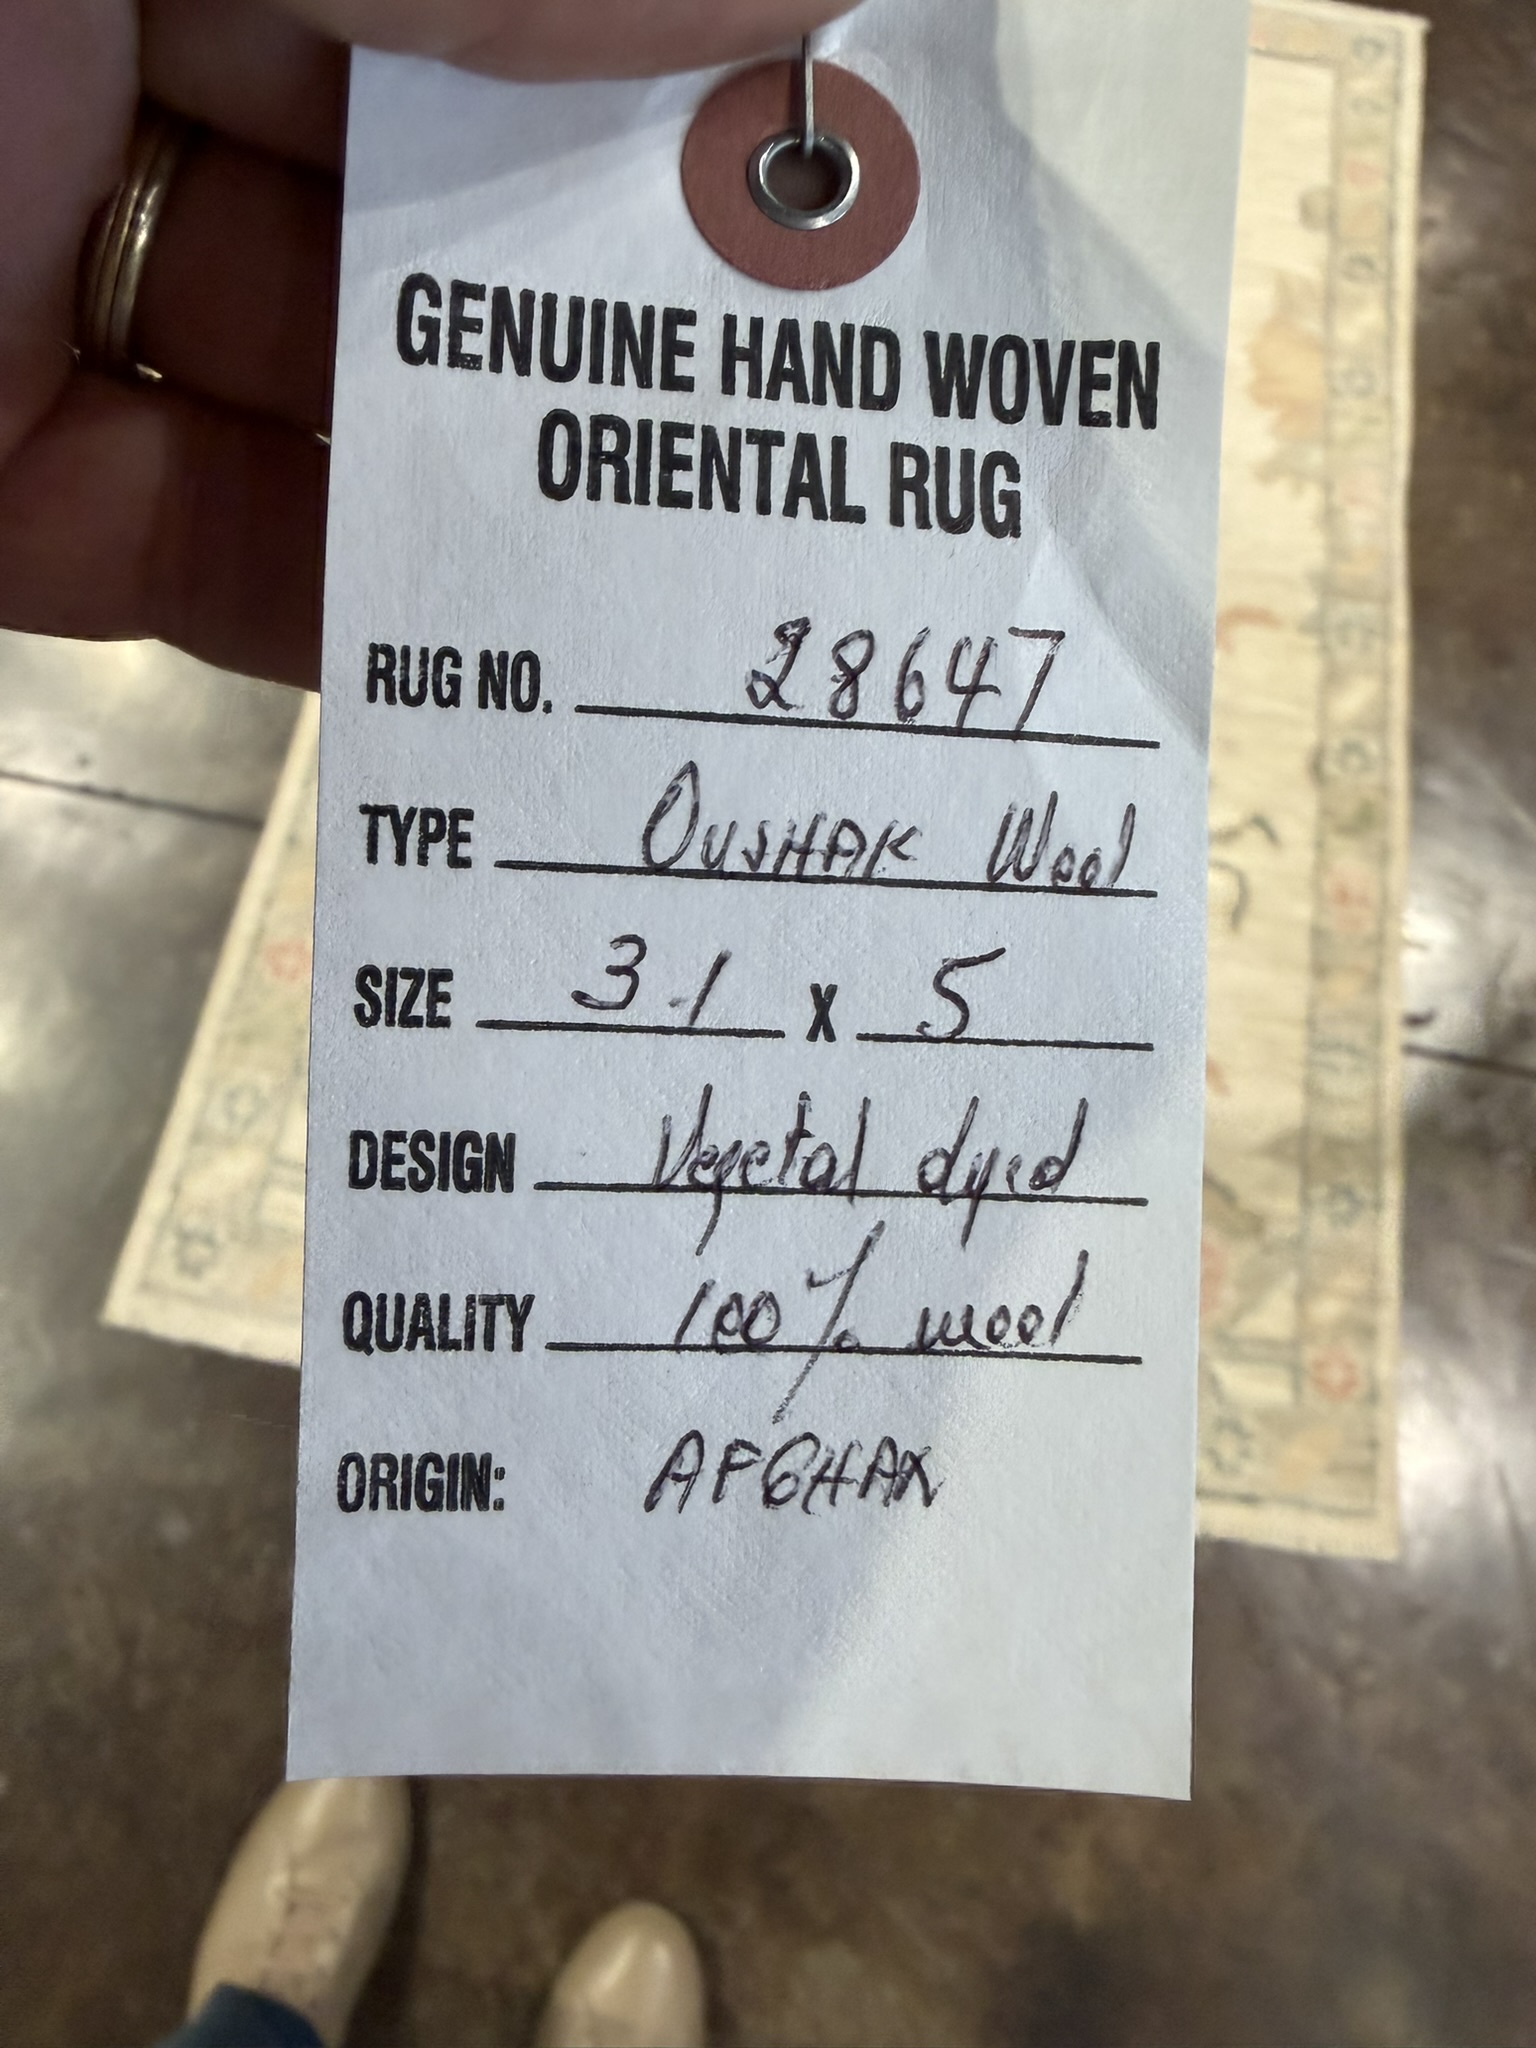 GENUINE HAND WOVEN
ORIENTAL RUG
RUG NO. 28647
TYPE OUSHAK Wool
SIZE 3.1 X 5
DESIGN Vegetal dyed
QUALITY 100% wool
ORIGIN: AFGHAN